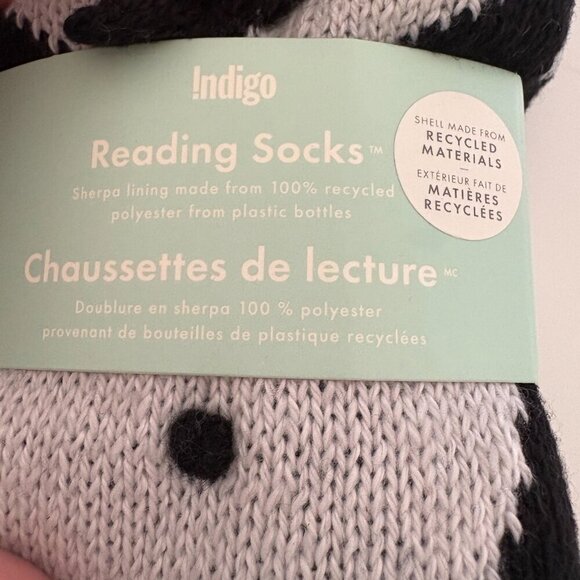 !ndigo
Reading Socks™
Sherpa lining made from 100% recycled
polyester from plastic bottles
Chaussettes de lecture MC
Doublure en sherpa 100 % polyester
provenant de bouteilles de plastique recyclées
SHELL MADE FROM
RECYCLED
MATERIALS
—
EXTÉRIEUR FAIT DE
MATIÈRES
RECYCLÉES